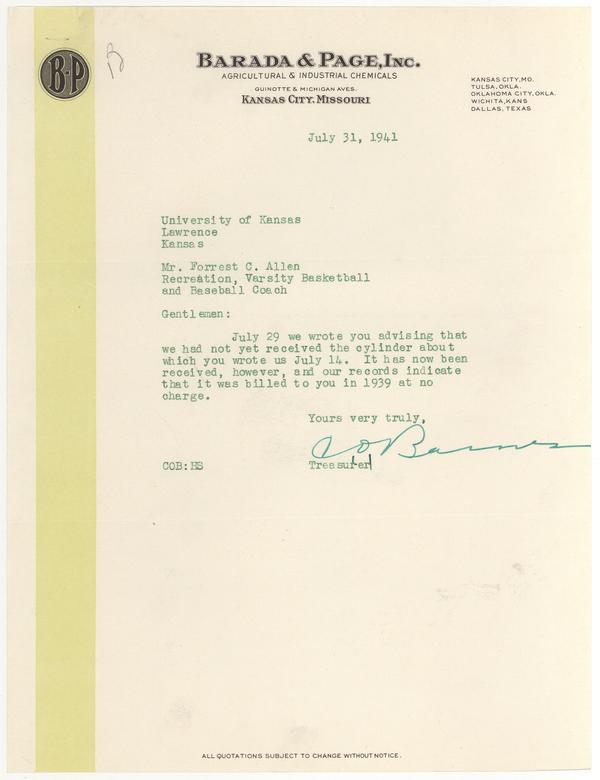 B·P
B
BARADA & PAGE, INC.
AGRICULTURAL & INDUSTRIAL CHEMICALS
GUINOTTE & MICHIGAN AVES.
KANSAS CITY, MISSOURI
KANSAS CITY, MO.
TULSA, OKLA.
OKLAHOMA CITY, OKLA.
WICHITA, KANS
DALLAS, TEXAS
July 31, 1941
University of Kansas
Lawrence
Kansas
Mr. Forrest C. Allen
Recreation, Varsity Basketball
and Baseball Coach
Gentlemen:
July 29 we wrote you advising that
we had not yet received the cylinder about
which you wrote us July 14. It has now been
received, however, and our records indicate
that it was billed to you in 1939 at no
charge.
Yours very truly,
C O Barnes
COB:HS Treasurer
ALL QUOTATIONS SUBJECT TO CHANGE WITHOUT NOTICE.